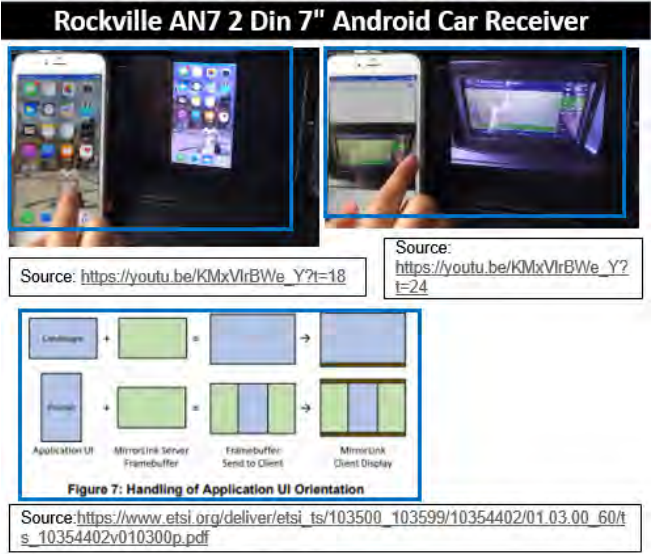 Rockville AN7 2 Din 7" Android Car Receiver
Source: https://youtu.be/KMxVlrBWe_Y?t=18
Source:
https://youtu.be/KMxVlrBWe_Y?
t=24
Landscape + = →
Portrait + = →
Application UI MirrorLink Server Framebuffer Framebuffer Send to Client MirrorLink Client Display
Figure 7: Handling of Application UI Orientation
Source:https://www.etsi.org/deliver/etsi_ts/103500_103599/10354402/01.03.00_60/t
s_10354402v010300p.pdf